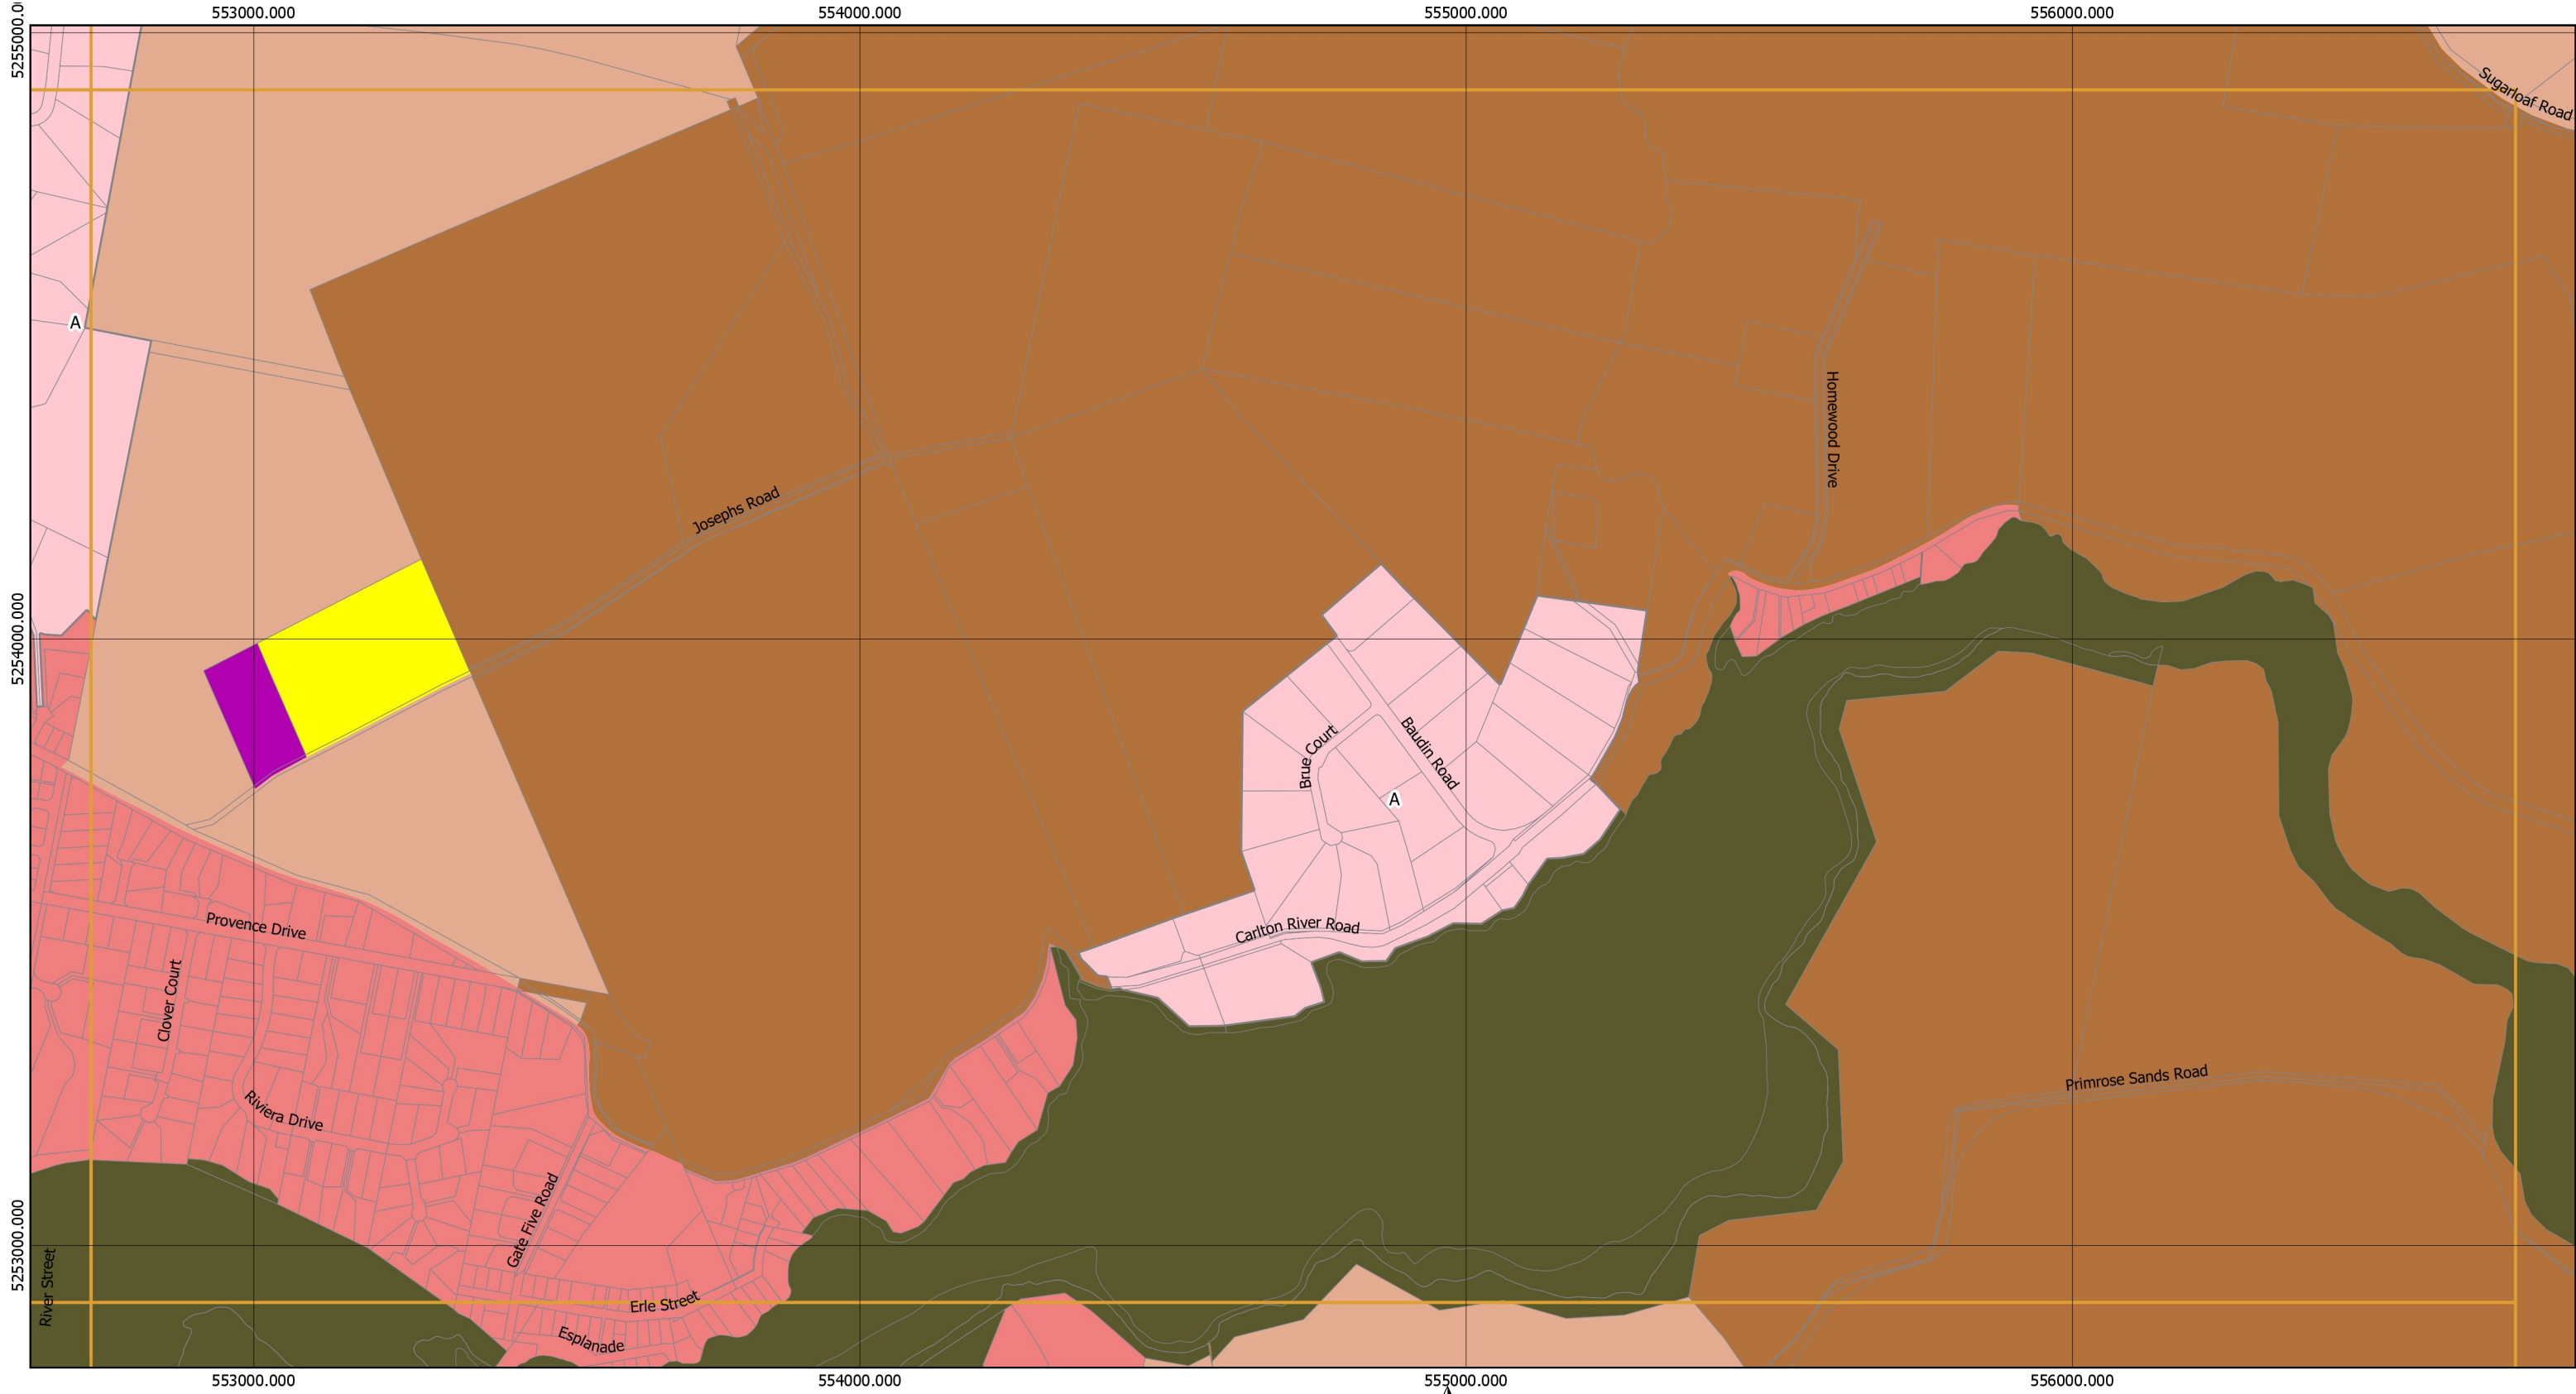 553000.000
554000.000
555000.000
556000.000
5255000.0
Sugarloaf Road
A
Homewood Drive
Josephs Road
5254000.000
Baudin Road
Brue Court
A
Carlton River Road
Provence Drive
Clover Court
Riviera Drive
Primrose Sands Road
Gate Five Road
5253000.000
River Street
Erle Street
Esplanade
553000.000
554000.000
555000.000
556000.000